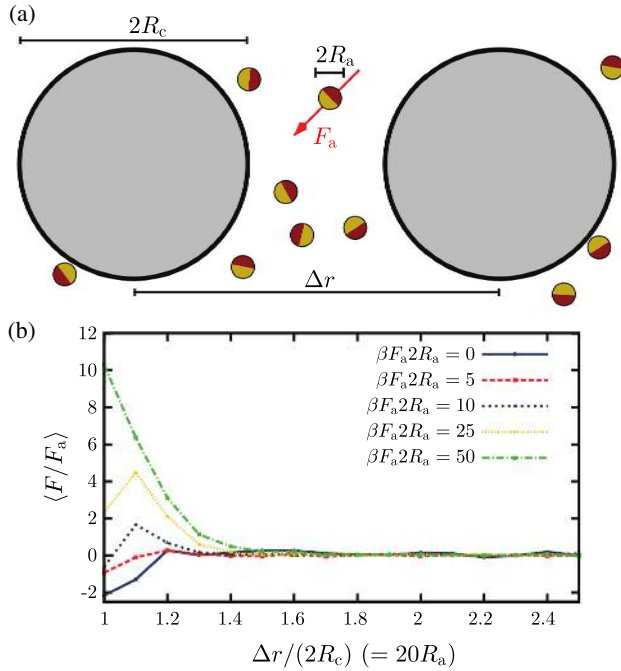 (a)
2R_c
2R_a
F_a
Δr
(b)
12
10
8
6
4
2
0
-2
⟨F/F_a⟩
βF_a2R_a = 0
βF_a2R_a = 5
βF_a2R_a = 10
βF_a2R_a = 25
βF_a2R_a = 50
1 1.2 1.4 1.6 1.8 2 2.2 2.4
Δr/(2R_c) (= 20R_a)